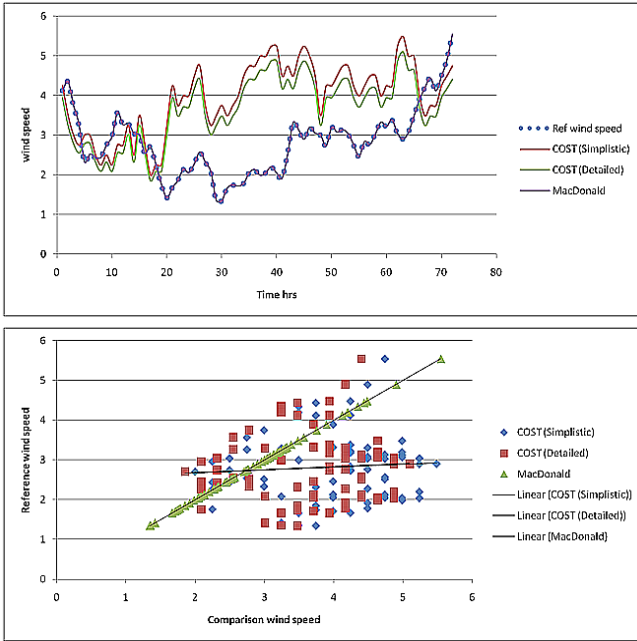 6
5
4
3
2
1
0
wind speed
0 10 20 30 40 50 60 70 80
Time hrs
Ref wind speed
COST (Simplistic)
COST (Detailed)
MacDonald
6
5
4
3
2
1
0
Reference wind speed
0 1 2 3 4 5 6
Comparison wind speed
COST (Simplistic)
COST (Detailed)
MacDonald
Linear [COST (Simplistic))
Linear [COST (Detailed))
Linear [MacDonald)